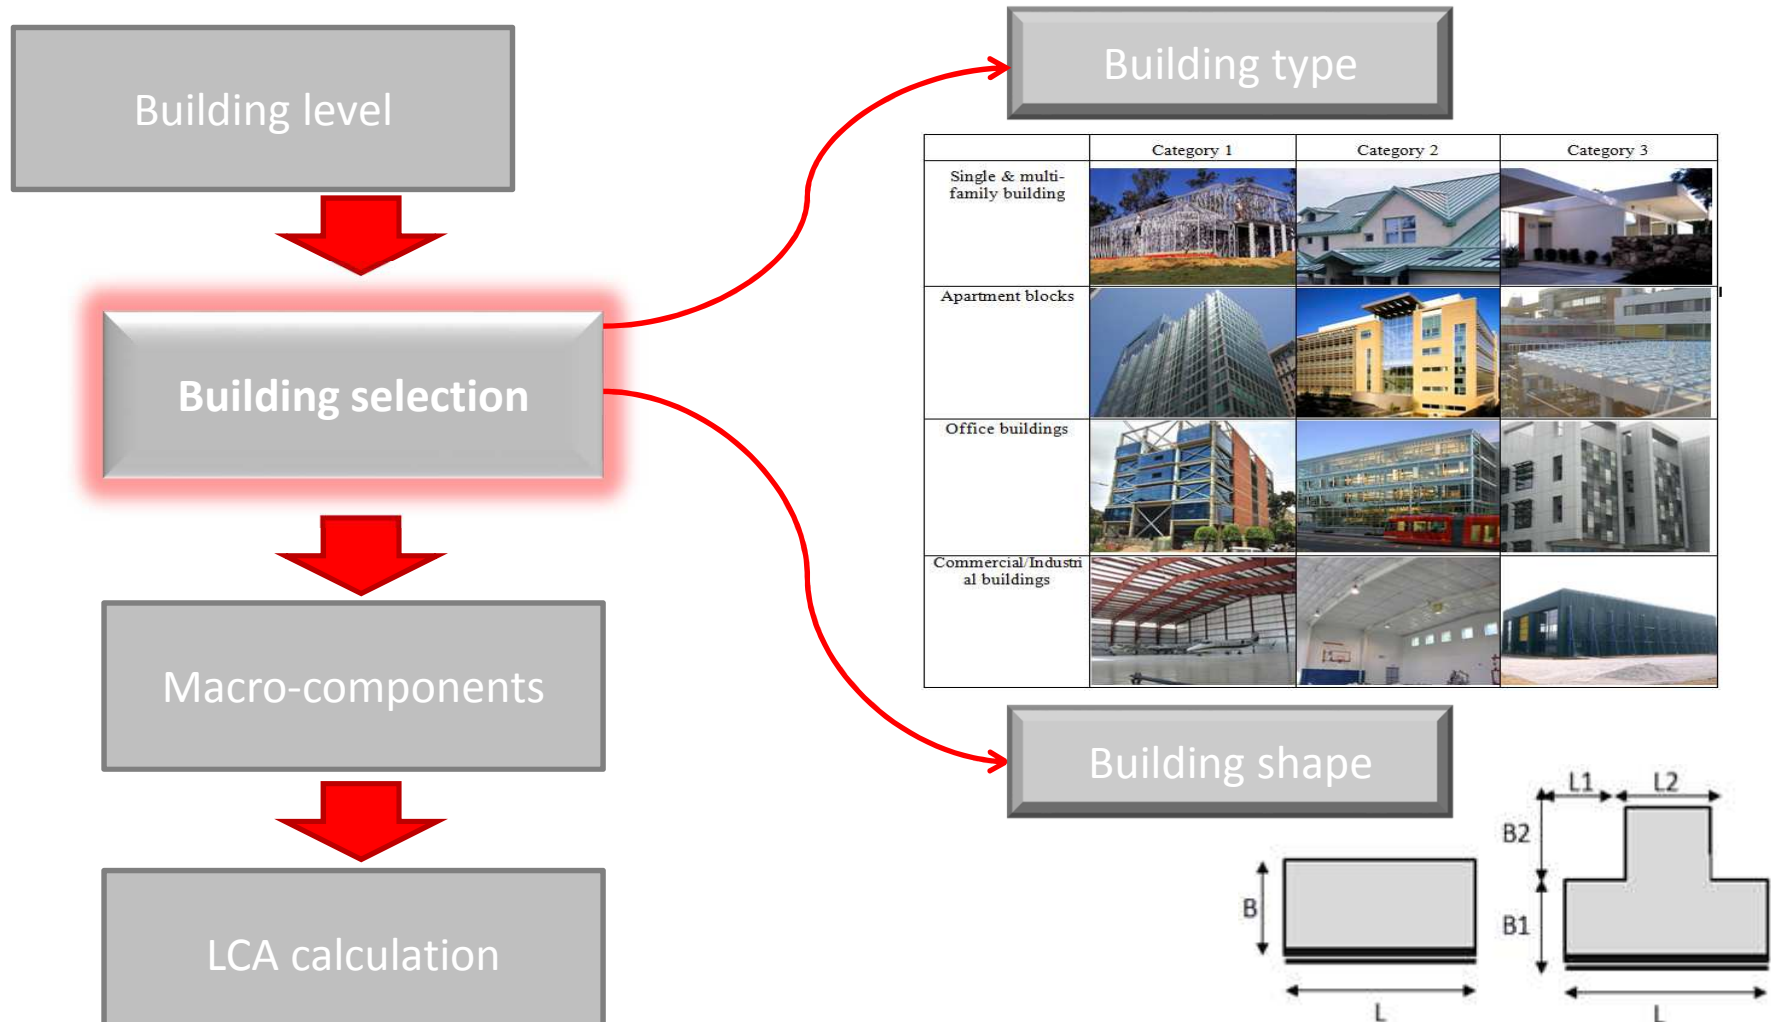 Building level
Building selection
Macro-components
LCA calculation
Building type
Category 1
Category 2
Category 3
Single & multi-
family building
Apartment blocks
Office buildings
Commercial/Industri
al buildings
Building shape
B
L
L1
L2
B2
B1
L